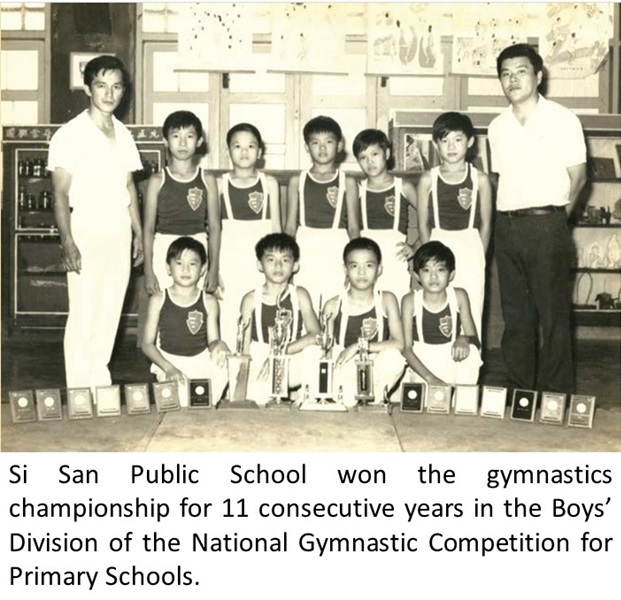 Si San Public School won the gymnastics
championship for 11 consecutive years in the Boys’
Division of the National Gymnastic Competition for
Primary Schools.